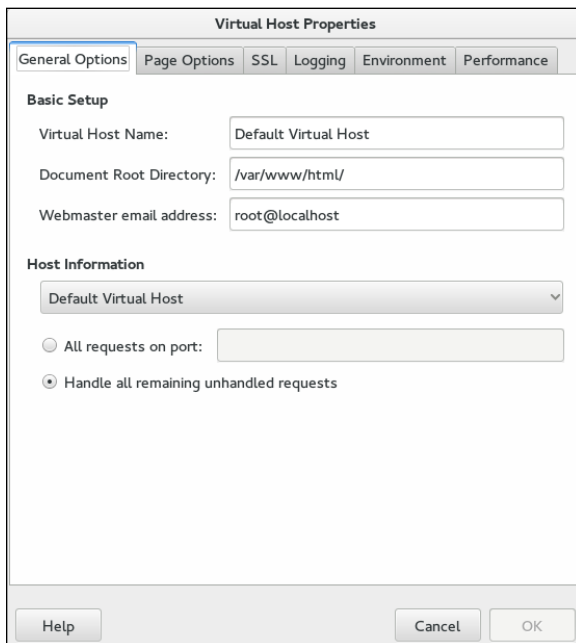 Virtual Host Properties
General Options Page Options SSL Logging Environment Performance
Basic Setup
Virtual Host Name: Default Virtual Host
Document Root Directory: /var/www/html/
Webmaster email address: root@localhost
Host Information
Default Virtual Host
All requests on port:
Handle all remaining unhandled requests
Help Cancel OK